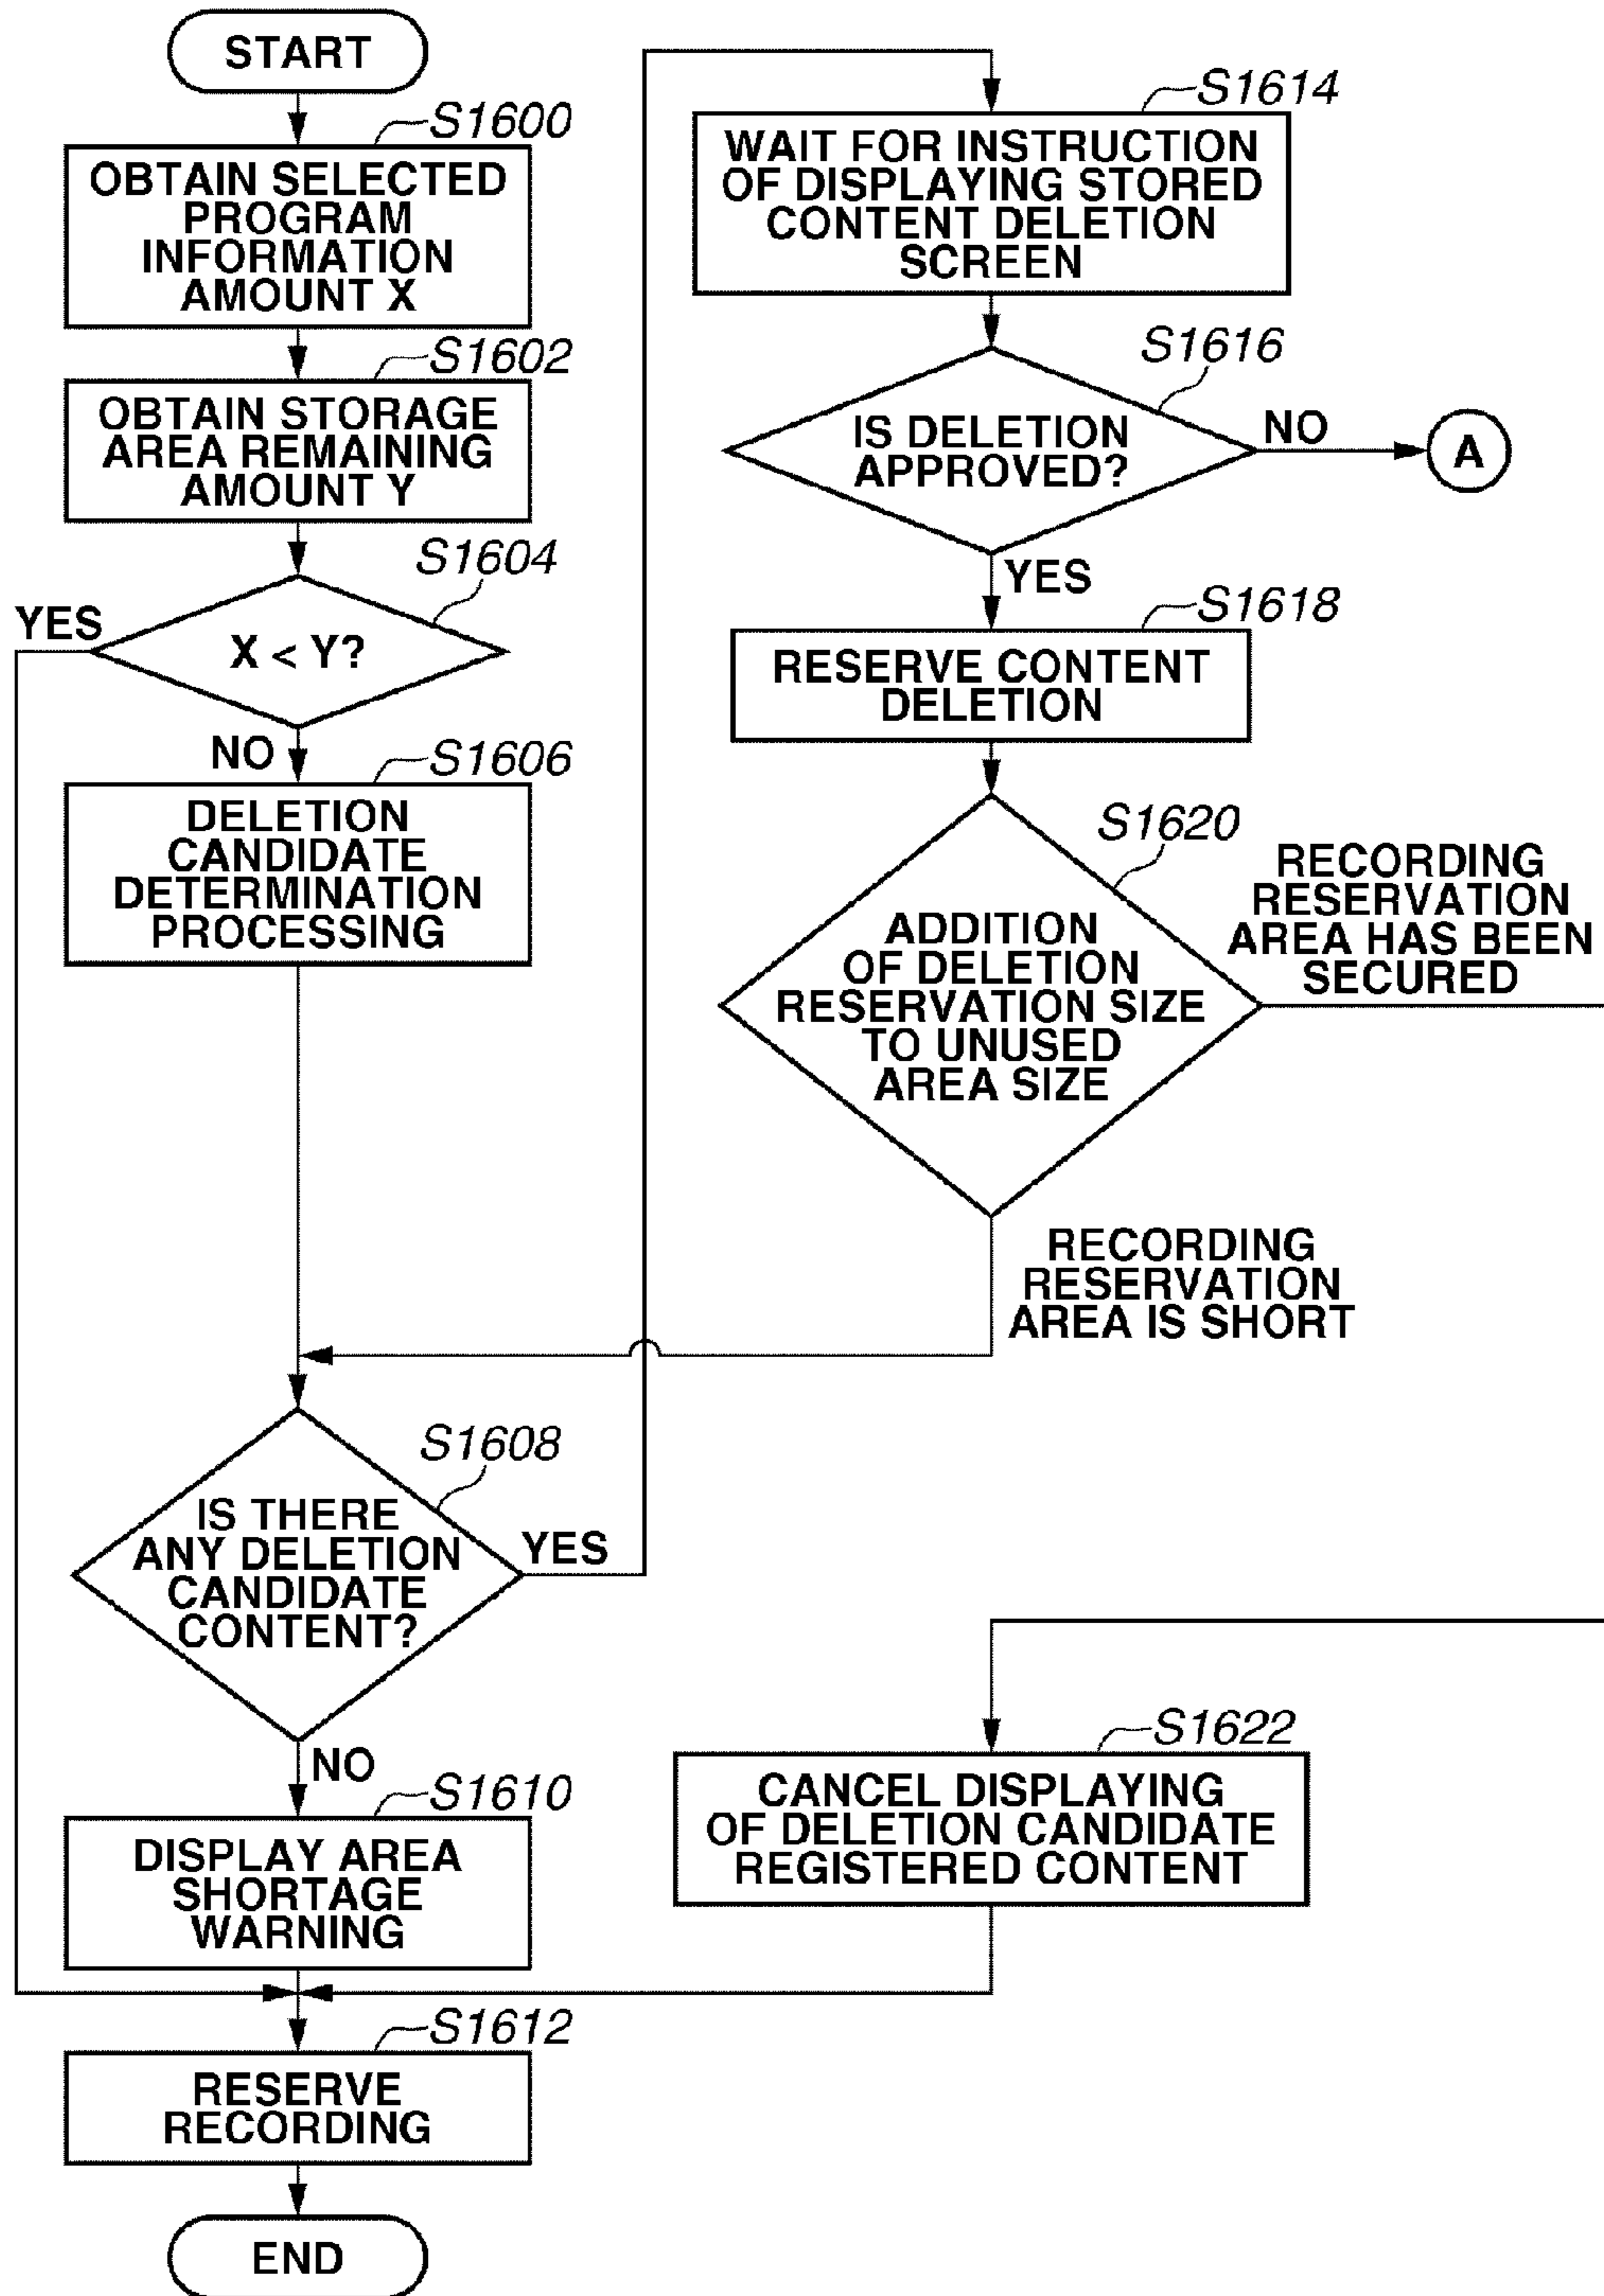 START
S1600
OBTAIN SELECTED
PROGRAM
INFORMATION
AMOUNT X
S1602
OBTAIN STORAGE
AREA REMAINING
AMOUNT Y
S1604
YES
X < Y?
NO
S1606
DELETION
CANDIDATE
DETERMINATION
PROCESSING
S1608
IS THERE
ANY DELETION
CANDIDATE
CONTENT?
YES
NO
S1610
DISPLAY AREA
SHORTAGE
WARNING
S1612
RESERVE
RECORDING
END
S1614
WAIT FOR INSTRUCTION
OF DISPLAYING STORED
CONTENT DELETION
SCREEN
S1616
IS DELETION
APPROVED?
NO
A
YES
S1618
RESERVE CONTENT
DELETION
S1620
ADDITION
OF DELETION
RESERVATION SIZE
TO UNUSED
AREA SIZE
RECORDING
RESERVATION
AREA HAS BEEN
SECURED
RECORDING
RESERVATION
AREA IS SHORT
S1622
CANCEL DISPLAYING
OF DELETION CANDIDATE
REGISTERED CONTENT